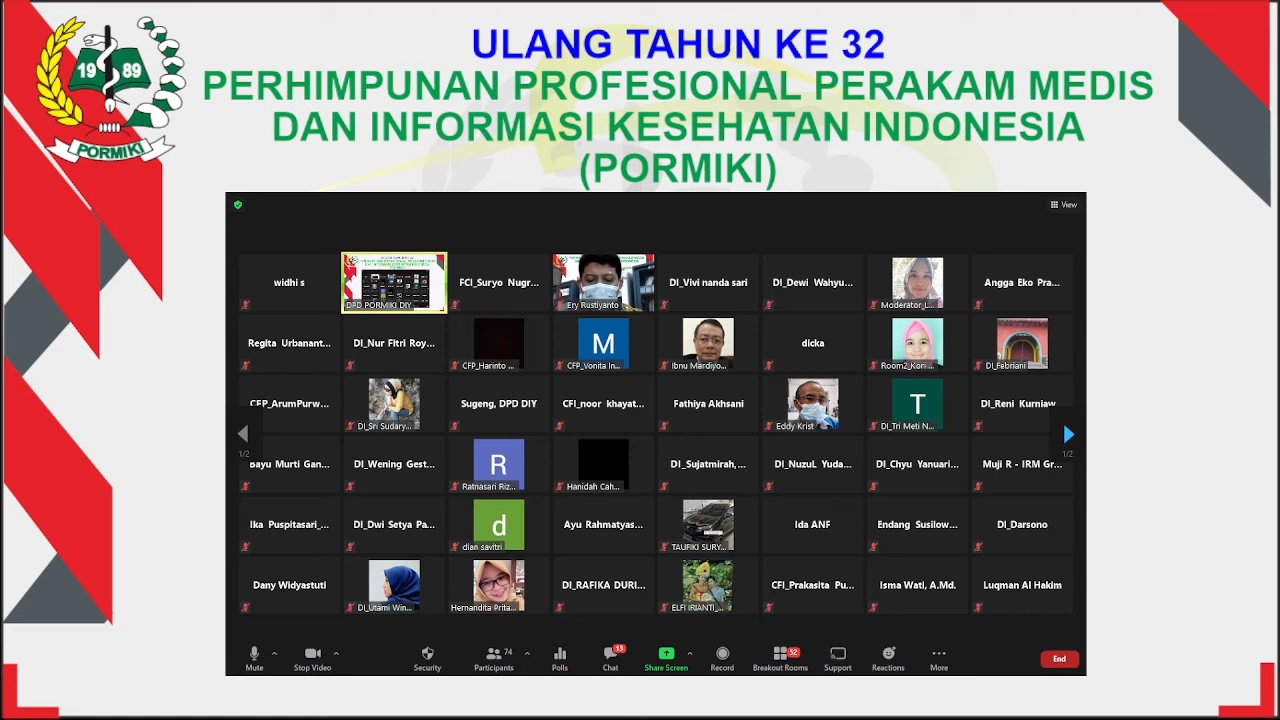 ULANG TAHUN KE 32
PERHIMPUNAN PROFESIONAL PERAKAM MEDIS
DAN INFORMASI KESEHATAN INDONESIA
(PORMIKI)
19 89
PORMIKI
View
widhi s
DPD PORMIKI DIY
FCI_Suryo Nugr...
Ery Rustiyanto
DI_Vivi nanda sari
DI_Dewi Wahyu...
Moderator_L...
Angga Eko Pra...
Regita Urbanant...
DI_Nur Fitri Roy...
CFP_Harinto ...
M
CFP_Vonita In...
Ibnu Mardiyo...
dicka
Room2_Kori ...
DI_Febriani
CFP_ArumPurw...
DI_Sri Sudary...
Sugeng, DPD DIY
CFI_noor khayat...
Fathiya Akhsani
Eddy Krist
T
DI_Tri Meti N...
DI_Reni Kurniaw...
1/2
1/2
Bayu Murti Gan...
DI_Wening Gest...
R
Ratnasari Riz...
Hanidah Cah...
DI_Sujatmirah,...
DI_NuzuL Yuda...
DI_Chyu Yanuari...
Muji R - IRM Gr...
Ika Puspitasari_...
DI_Dwi Setya Pa...
d
dian savitri
Ayu Rahmatyas...
TAUFIKI SURY...
Ida ANF
Endang Susilow...
DI_Darsono
Dany Widyastuti
DI_Utami Win...
Hernandita Prita...
DI_RAFIKA DURI...
ELFI IRIANTI_...
CFI_Prakasita Pu...
Isma Wati, A.Md.
Luqman Al Hakim
Mute
Stop Video
Security
74
Participants
Polls
13
Chat
Share Screen
Record
52
Breakout Rooms
Support
Reactions
More
End